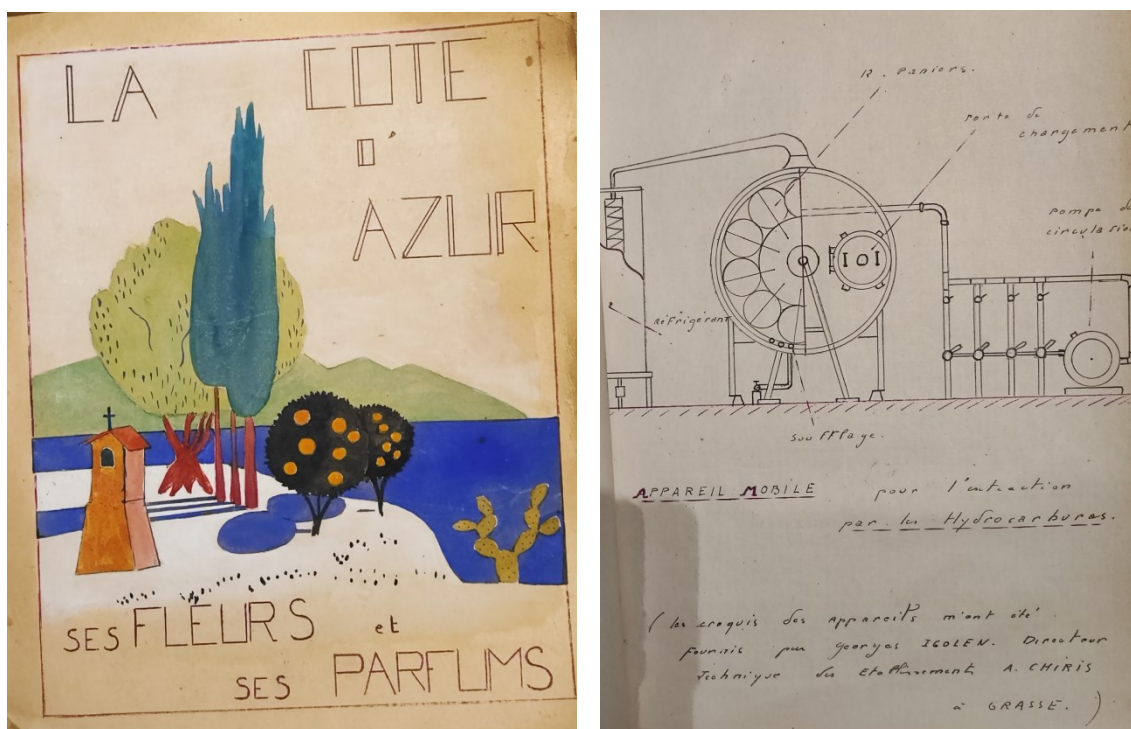 LA COTE
D'
AZUR
SES FLEURS et
SES PARFUMS
R. Paniers.
Porte de
chargement
Pompe de
circulation
Réfrigérant
soufflage.
APPAREIL MOBILE pour l'extraction
par les Hydrocarbures.
(les croquis des Appareils m'ont été
fournis par Georges IGOLEN. Directeur
Technique des Etablissements A. CHIRIS
à GRASSE.)